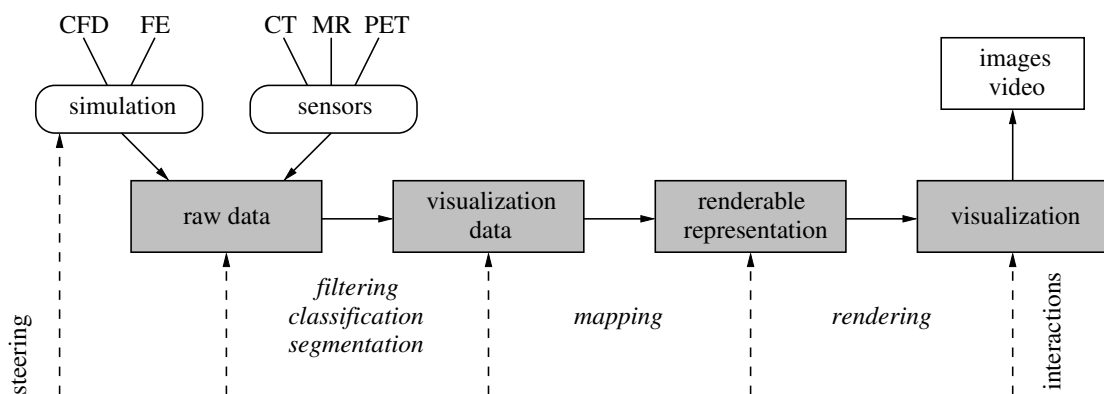 CFD FE CT MR PET
simulation
sensors
images
video
raw data
visualization
data
renderable
representation
visualization
filtering
classification
segmentation
mapping
rendering
steering
interactions